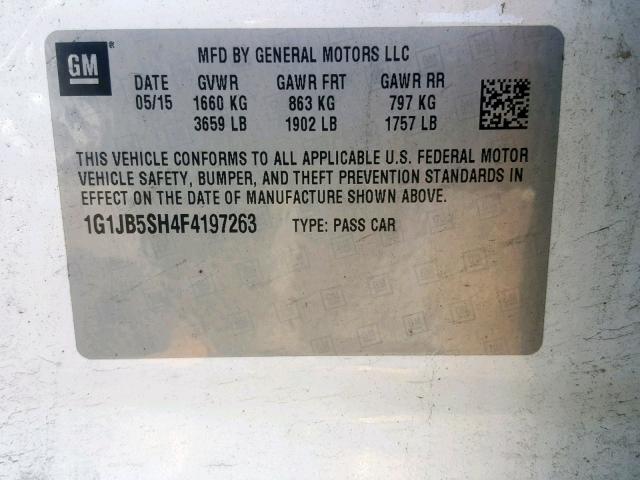 GM®
MFD BY GENERAL MOTORS LLC
DATE GVWR GAWR FRT GAWR RR
05/15 1660 KG 863 KG 797 KG
3659 LB 1902 LB 1757 LB
THIS VEHICLE CONFORMS TO ALL APPLICABLE U.S. FEDERAL MOTOR
VEHICLE SAFETY, BUMPER, AND THEFT PREVENTION STANDARDS IN
EFFECT ON THE DATE OF MANUFACTURE SHOWN ABOVE.
1G1JB5SH4F4197263 TYPE: PASS CAR